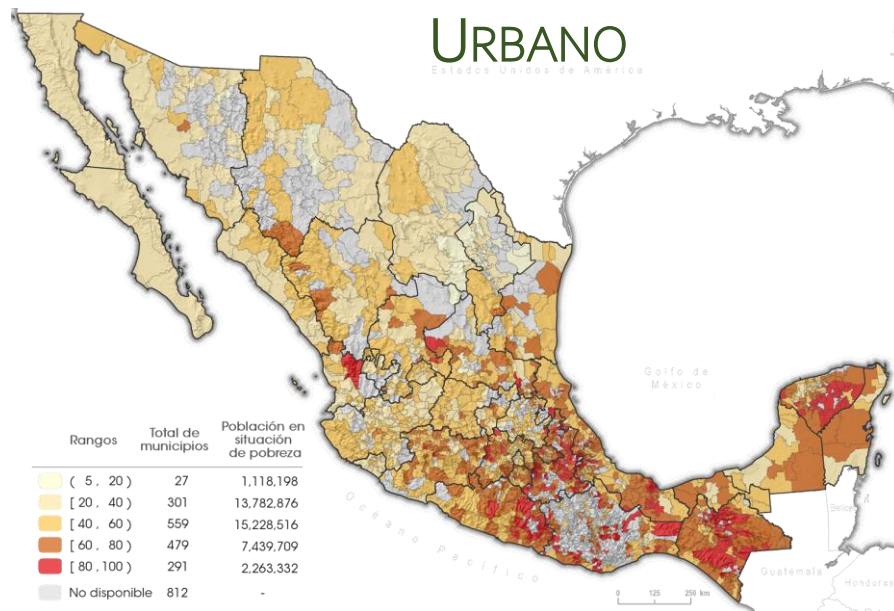 URBANO
Estados Unidos de América
Golfo de
México
Rangos Total de municipios Población en situación de pobreza
( 5 , 20 ) 27 1,118,198
[ 20 , 40 ) 301 13,782,876
[ 40 , 60 ) 559 15,228,516
[ 60 , 80 ) 479 7,439,709
[ 80 , 100 ) 291 2,263,332
No disponible 812 -
Océano Pacífico
Belice
Guatemala
Honduras
0 125 250 km